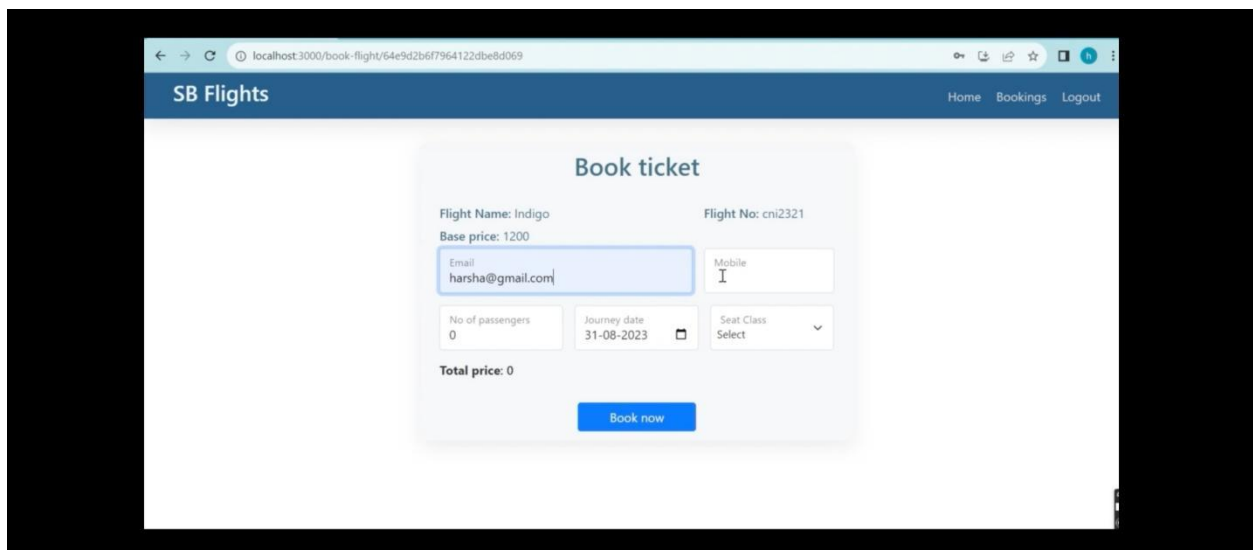 localhost:3000/book-flight/64e9d2b6f7964122dbe8d069
h
SB Flights
Home Bookings Logout
Book ticket
Flight Name: Indigo Flight No: cni2321
Base price: 1200
Email
harsha@gmail.com
Mobile
No of passengers
0
Journey date
31-08-2023
Seat Class
Select
Total price: 0
Book now